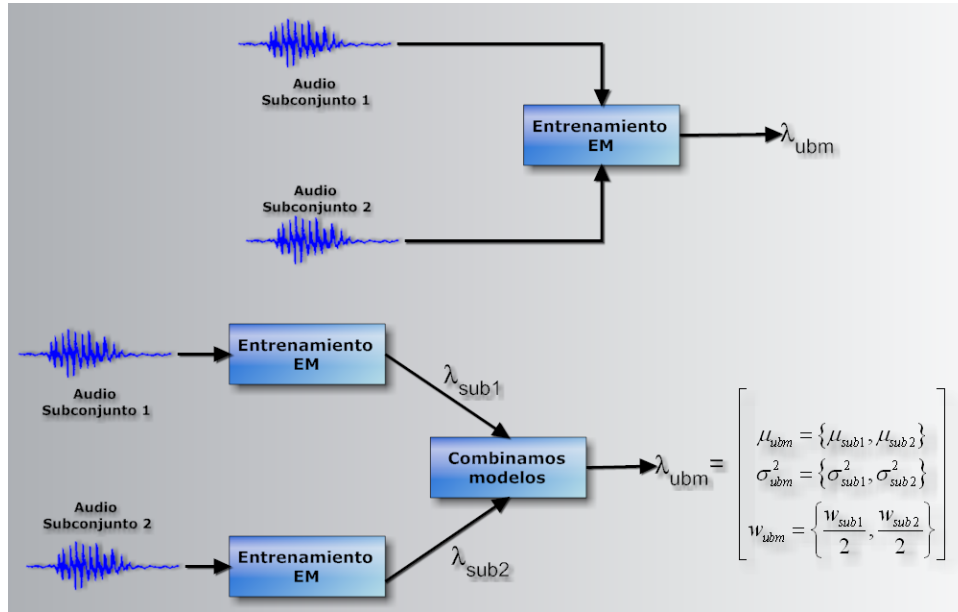 Audio
Subconjunto 1
Entrenamiento
EM
λubm
Audio
Subconjunto 2
Entrenamiento
EM
Audio
Subconjunto 1
λsub1
Combinamos
modelos
λubm =
μubm = {μsub1, μsub2}
σ²ubm = {σ²sub1, σ²sub2}
wubm = {wsub1/2, wsub2/2}
Audio
Subconjunto 2
Entrenamiento
EM
λsub2